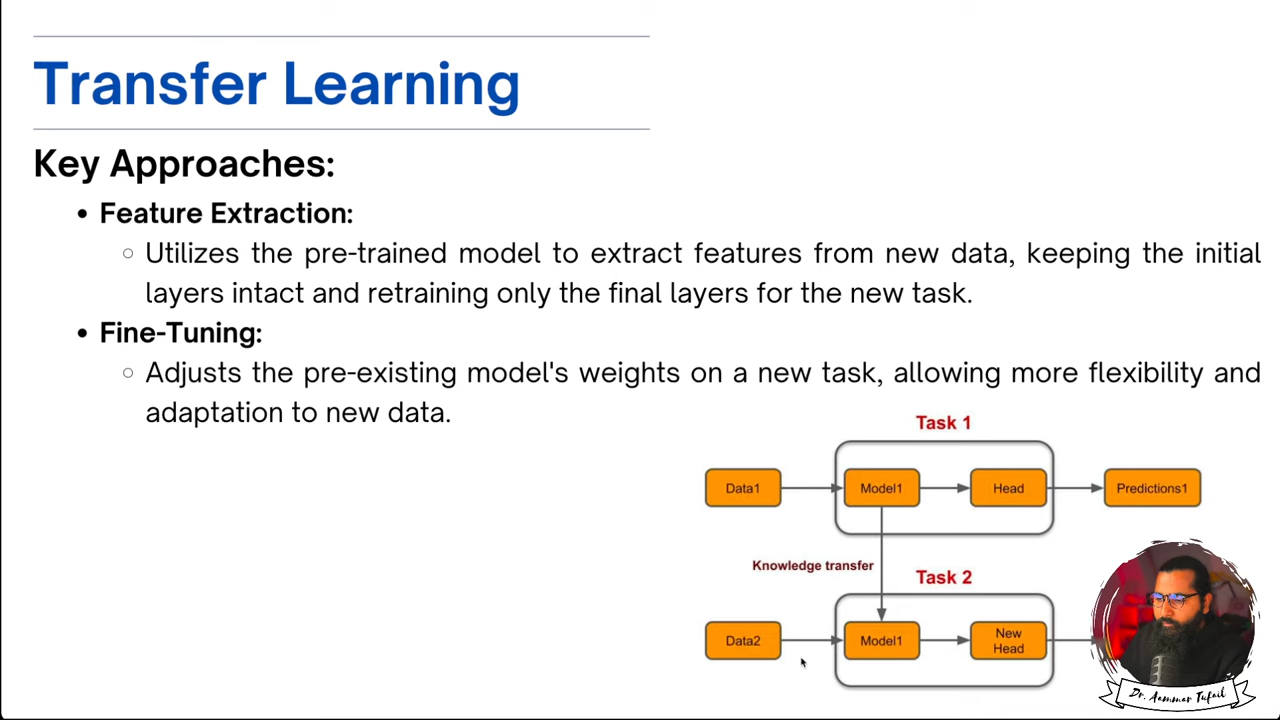 Transfer Learning
Key Approaches:
• Feature Extraction:
○ Utilizes the pre-trained model to extract features from new data, keeping the initial
layers intact and retraining only the final layers for the new task.
• Fine-Tuning:
○ Adjusts the pre-existing model's weights on a new task, allowing more flexibility and
adaptation to new data.
Task 1
Data1
Model1
Head
Predictions1
Knowledge transfer
Task 2
Data2
Model1
New
Head
Dr. Aammar Tufail